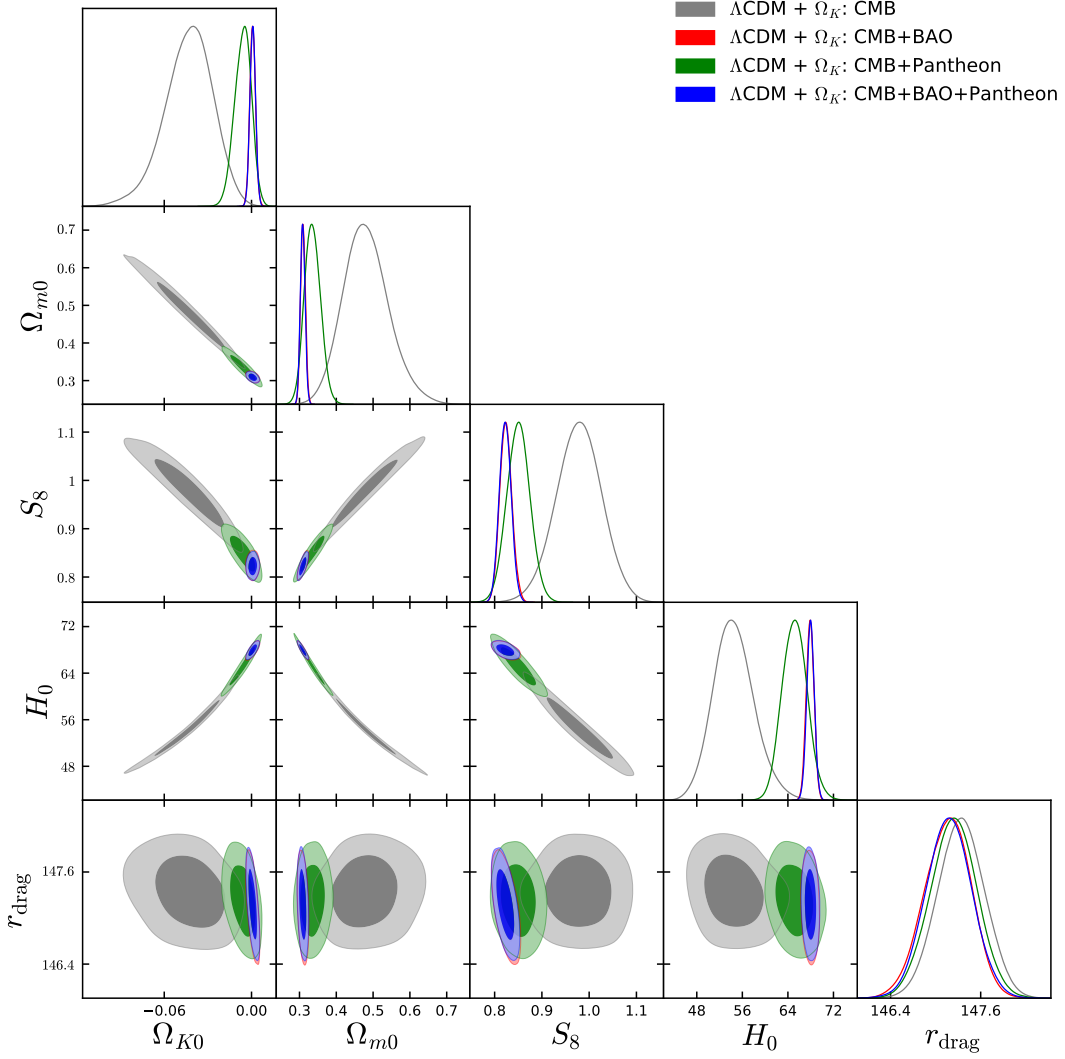 ΛCDM + Ω_K: CMB
ΛCDM + Ω_K: CMB+BAO
ΛCDM + Ω_K: CMB+Pantheon
ΛCDM + Ω_K: CMB+BAO+Pantheon
0.7
0.6
0.5
0.4
0.3
Ω_m0
1.1
1
0.9
0.8
S_8
72
64
56
48
H_0
147.6
146.4
r_drag
−0.06 0.00 0.3 0.4 0.5 0.6 0.7 0.8 0.9 1.0 1.1 48 56 64 72 146.4 147.6
Ω_K0 Ω_m0 S_8 H_0 r_drag